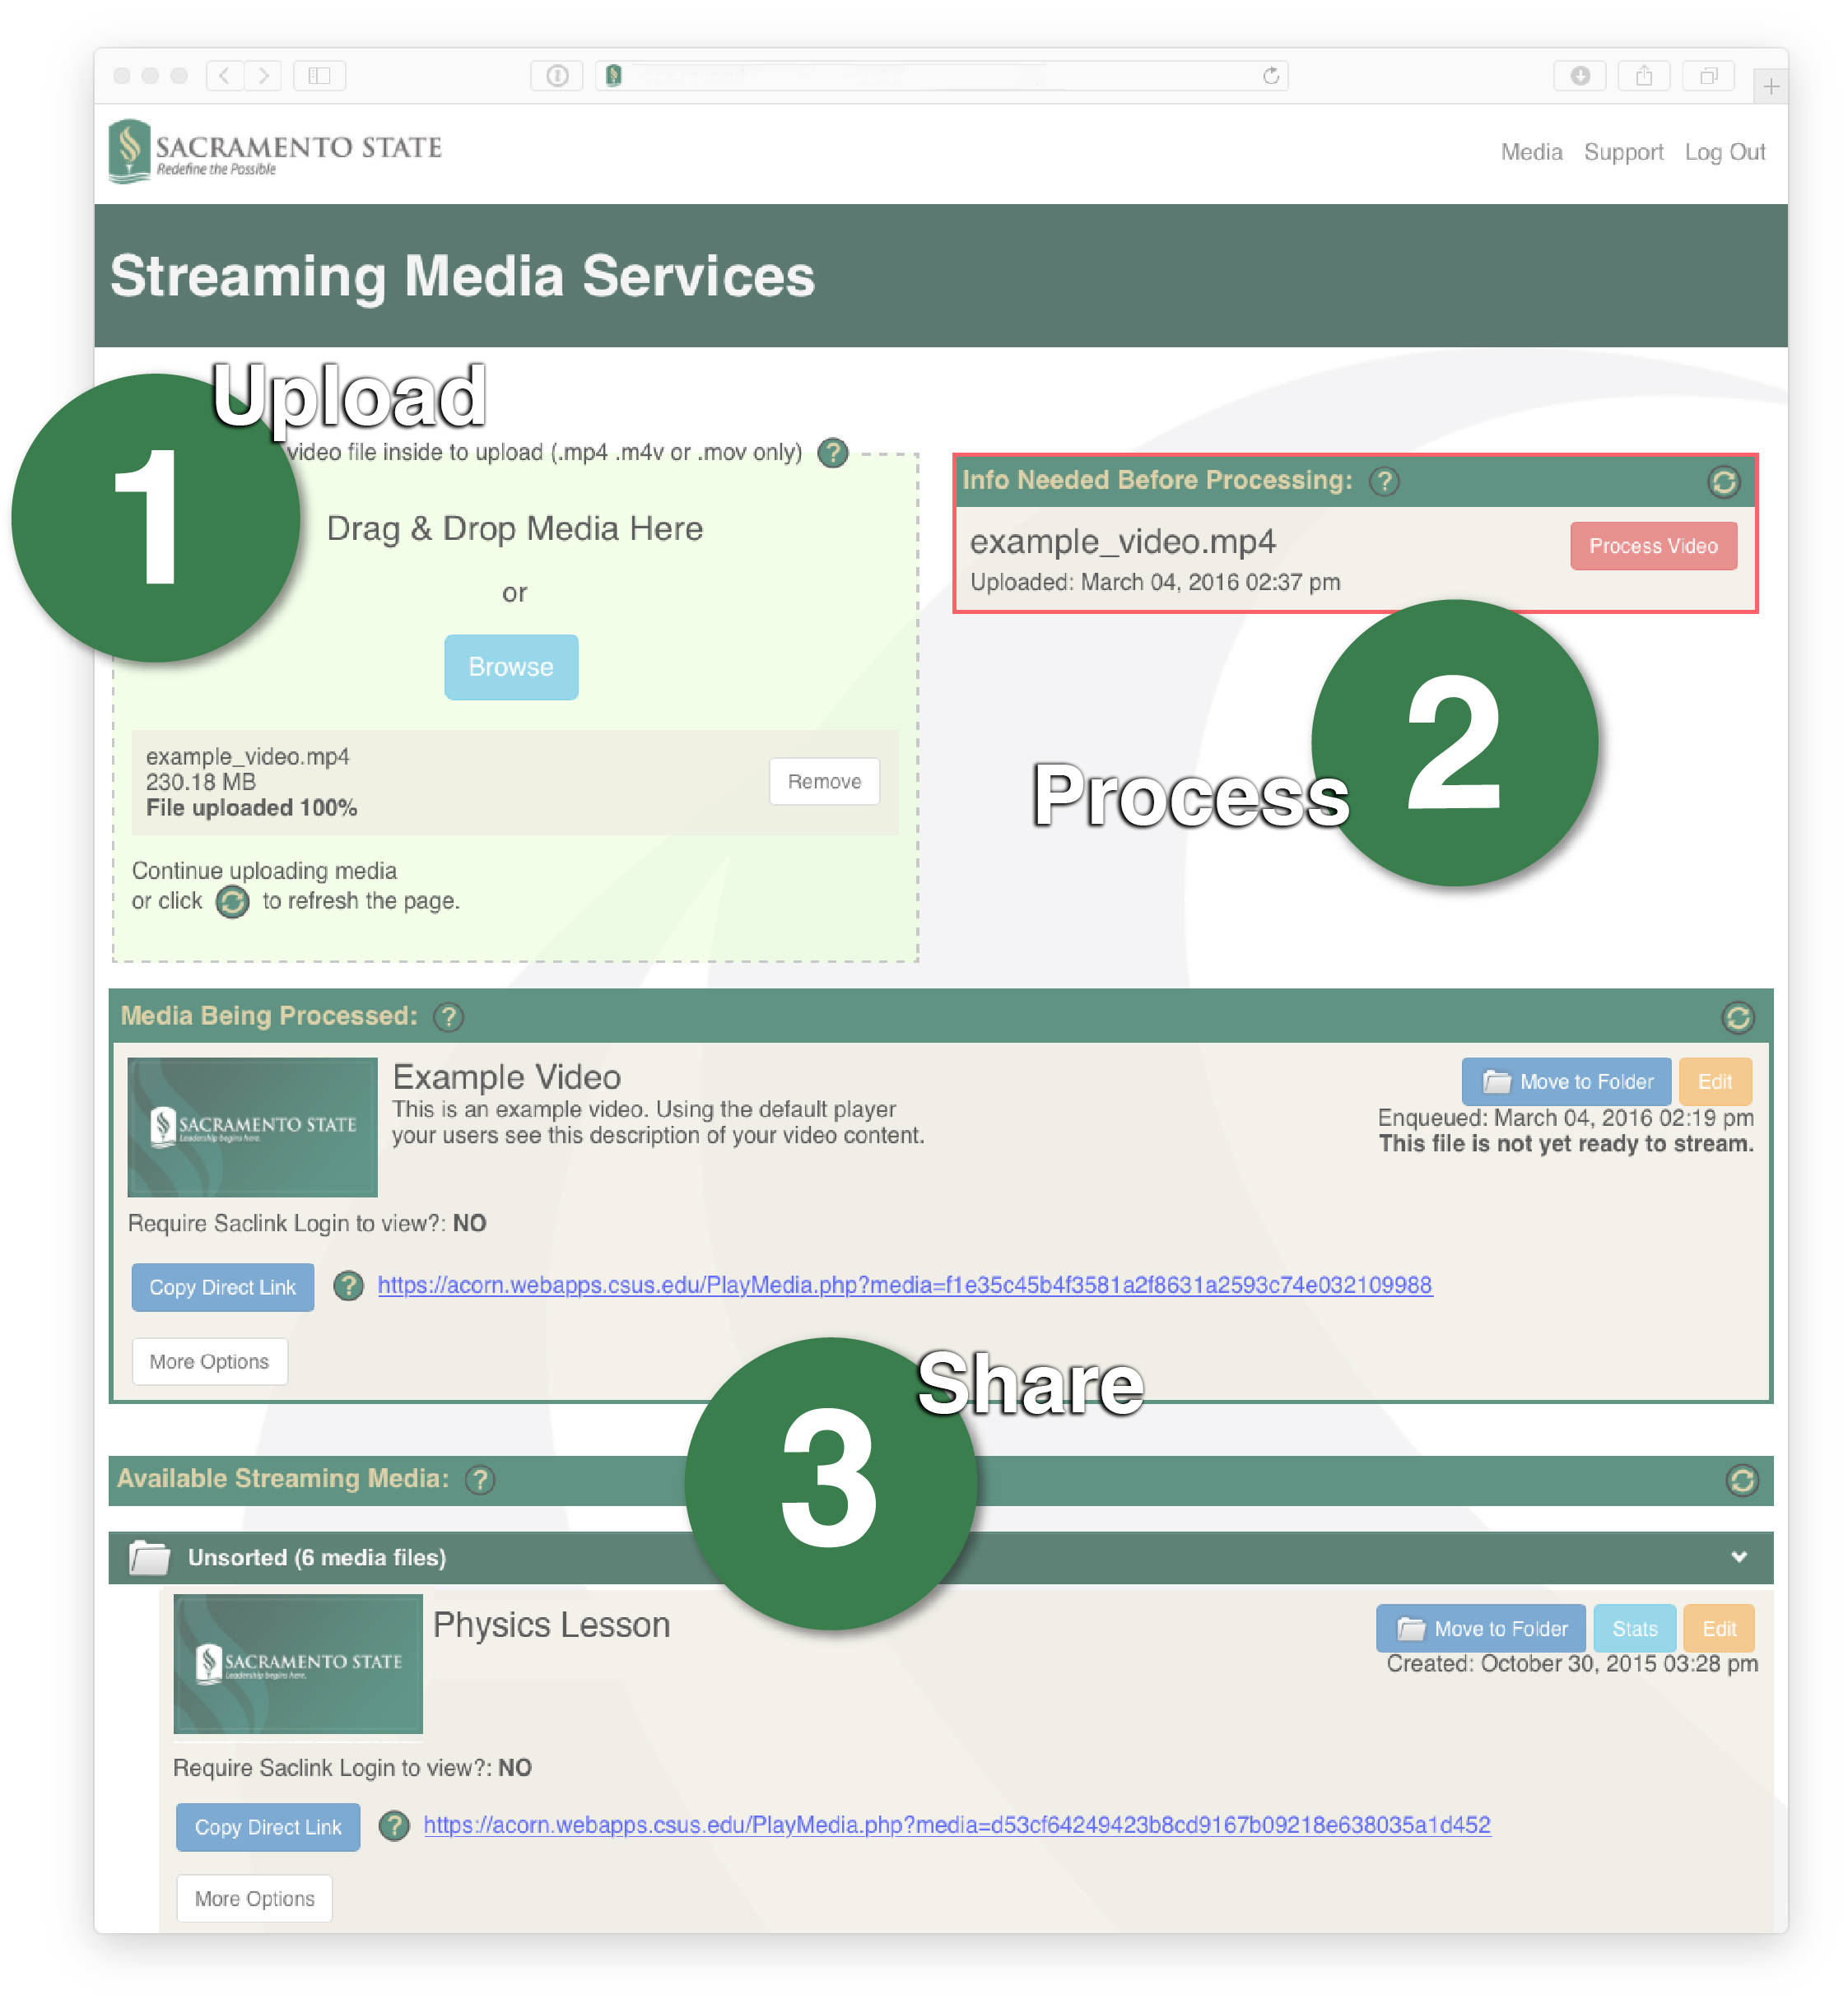 SACRAMENTO STATE
Redefine the Possible
Media Support Log Out
Streaming Media Services
1
Upload
video file inside to upload (.mp4 .m4v or .mov only) ?
Drag & Drop Media Here
or
Browse
example_video.mp4
230.18 MB
File uploaded 100%
Remove
Continue uploading media
or click to refresh the page.
Info Needed Before Processing: ?
example_video.mp4
Process Video
Uploaded: March 04, 2016 02:37 pm
2
Process
Media Being Processed: ?
SACRAMENTO STATE
Leadership begins here.
Example Video
This is an example video. Using the default player
your users see this description of your video content.
Move to Folder Edit
Enqueued: March 04, 2016 02:19 pm
This file is not yet ready to stream.
Require Saclink Login to view?: NO
Copy Direct Link ? https://acorn.webapps.csus.edu/PlayMedia.php?media=f1e35c45b4f3581a2f8631a2593c74e032109988
More Options
3
Share
Available Streaming Media: ?
Unsorted (6 media files)
SACRAMENTO STATE
Leadership begins here.
Physics Lesson
Move to Folder Stats Edit
Created: October 30, 2015 03:28 pm
Require Saclink Login to view?: NO
Copy Direct Link ? https://acorn.webapps.csus.edu/PlayMedia.php?media=d53cf64249423b8cd9167b09218e638035a1d452
More Options